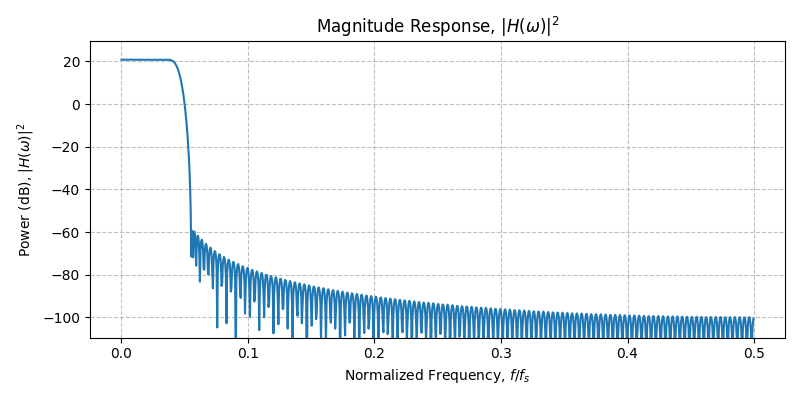 Magnitude Response, |H(ω)|²
20
0
−20
−40
−60
−80
−100
Power (dB), |H(ω)|²
0.0 0.1 0.2 0.3 0.4 0.5
Normalized Frequency, f/fₛ